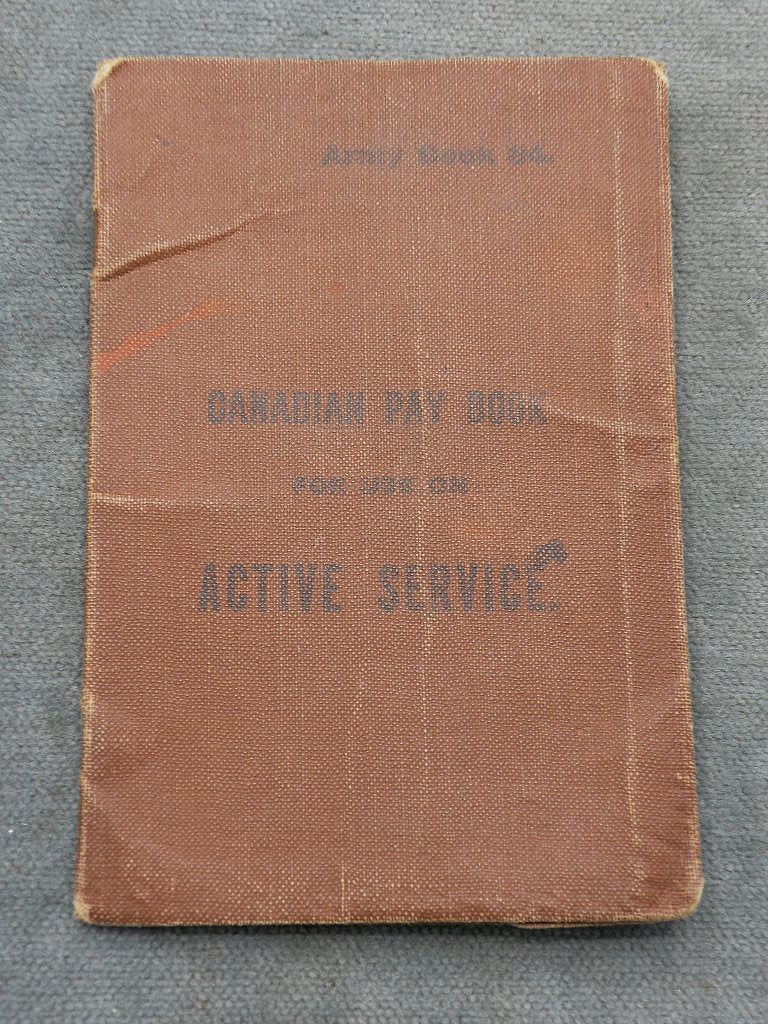 Army Book 64.
CANADIAN PAY BOOK
FOR USE ON
ACTIVE SERVICE.